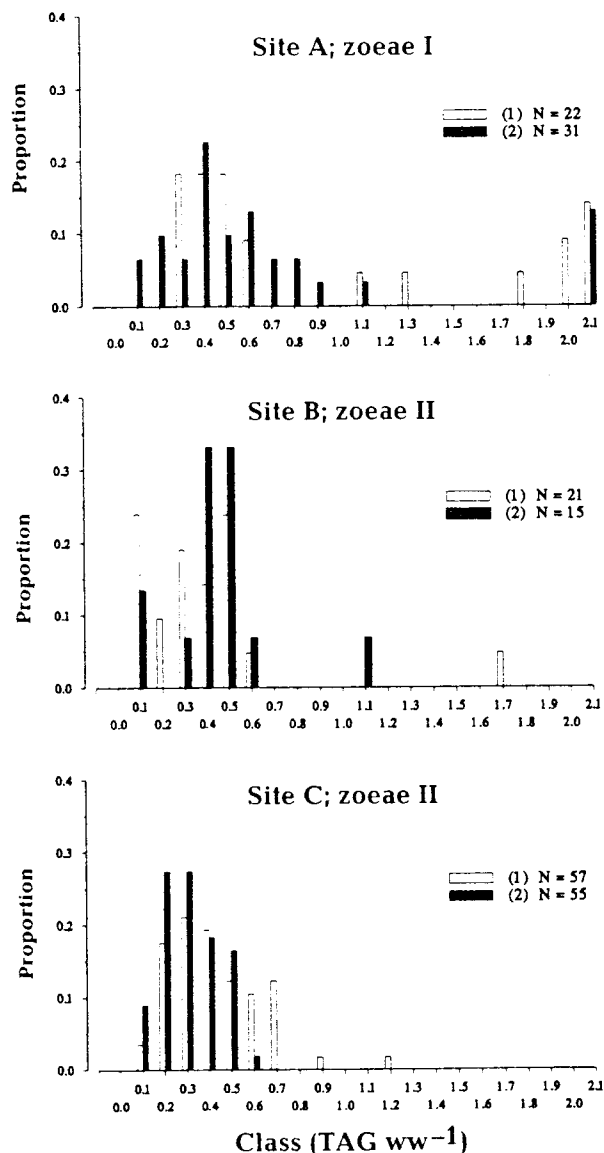 Site A; zoeae I
(1) N = 22
(2) N = 31
Proportion
0.4
0.3
0.2
0.1
0.0
0.1 0.3 0.5 0.7 0.9 1.1 1.3 1.5 1.7 1.9 2.1
0.0 0.2 0.4 0.6 0.8 1.0 1.2 1.4 1.6 1.8 2.0
Site B; zoeae II
(1) N = 21
(2) N = 15
Proportion
0.4
0.3
0.2
0.1
0.0
0.1 0.3 0.5 0.7 0.9 1.1 1.3 1.5 1.7 1.9 2.1
0.0 0.2 0.4 0.6 0.8 1.0 1.2 1.4 1.6 1.8 2.0
Site C; zoeae II
(1) N = 57
(2) N = 55
Proportion
0.4
0.3
0.2
0.1
0.0
0.1 0.3 0.5 0.7 0.9 1.1 1.3 1.5 1.7 1.9 2.1
0.0 0.2 0.4 0.6 0.8 1.0 1.2 1.4 1.6 1.8 2.0
Class (TAG ww⁻¹)